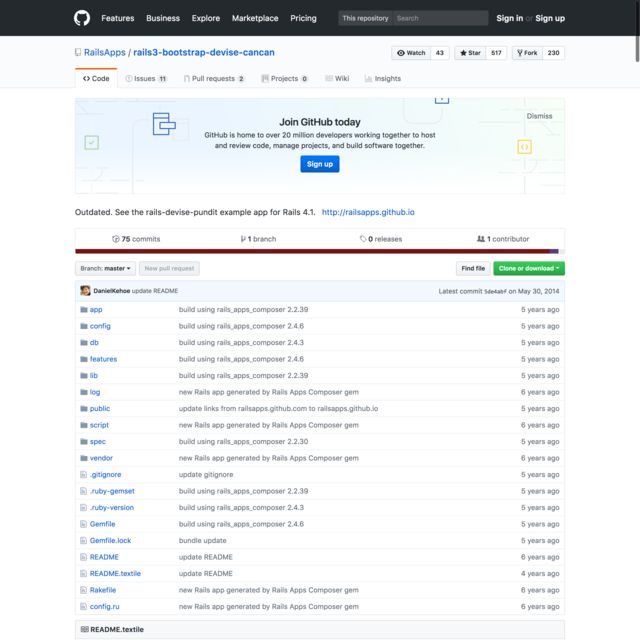 Features Business Explore Marketplace Pricing This repository Search Sign in or Sign up
RailsApps / rails3-bootstrap-devise-cancan Watch 43 Star 517 Fork 230
Code Issues 11 Pull requests 2 Projects 0 Wiki Insights
Dismiss
Join GitHub today
GitHub is home to over 20 million developers working together to host
and review code, manage projects, and build software together.
Sign up
Outdated. See the rails-devise-pundit example app for Rails 4.1. http://railsapps.github.io
75 commits 1 branch 0 releases 1 contributor
Branch: master New pull request Find file Clone or download
DanielKehoe update README Latest commit 5de4abf on May 30, 2014
app build using rails_apps_composer 2.2.39 5 years ago
config build using rails_apps_composer 2.4.6 5 years ago
db build using rails_apps_composer 2.4.3 5 years ago
features build using rails_apps_composer 2.4.6 5 years ago
lib build using rails_apps_composer 2.2.39 5 years ago
log new Rails app generated by Rails Apps Composer gem 6 years ago
public update links from railsapps.github.com to railsapps.github.io 5 years ago
script new Rails app generated by Rails Apps Composer gem 6 years ago
spec build using rails_apps_composer 2.2.30 5 years ago
vendor new Rails app generated by Rails Apps Composer gem 6 years ago
.gitignore update gitignore 5 years ago
.ruby-gemset build using rails_apps_composer 2.2.39 5 years ago
.ruby-version build using rails_apps_composer 2.4.3 5 years ago
Gemfile build using rails_apps_composer 2.4.6 5 years ago
Gemfile.lock bundle update 5 years ago
README update README 6 years ago
README.textile update README 4 years ago
Rakefile new Rails app generated by Rails Apps Composer gem 6 years ago
config.ru new Rails app generated by Rails Apps Composer gem 6 years ago
README.textile